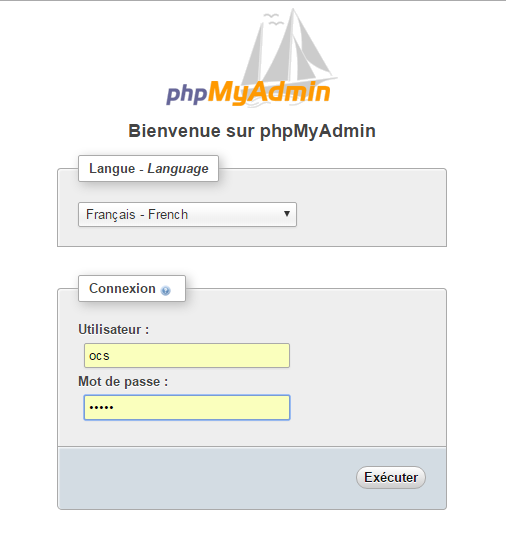 phpMyAdmin
Bienvenue sur phpMyAdmin
Langue - Language
Français - French
Connexion
Utilisateur :
ocs
Mot de passe :
•••••
Exécuter